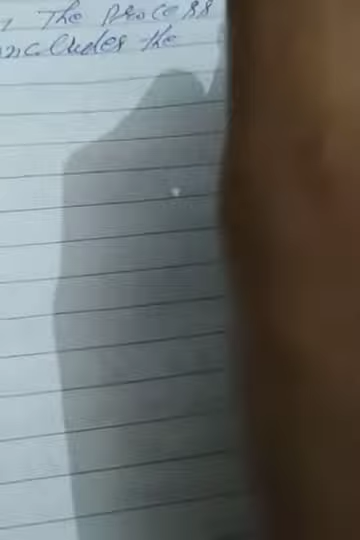 , The Process
includes the